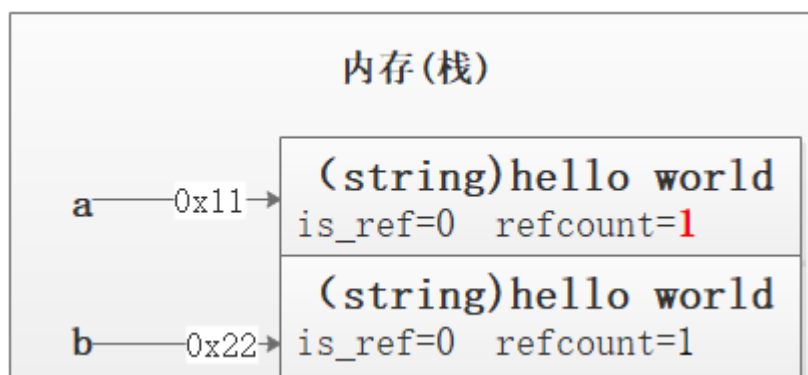 内存(栈)
(string)hello world
a 0x11 is_ref=0 refcount=1
(string)hello world
b 0x22 is_ref=0 refcount=1